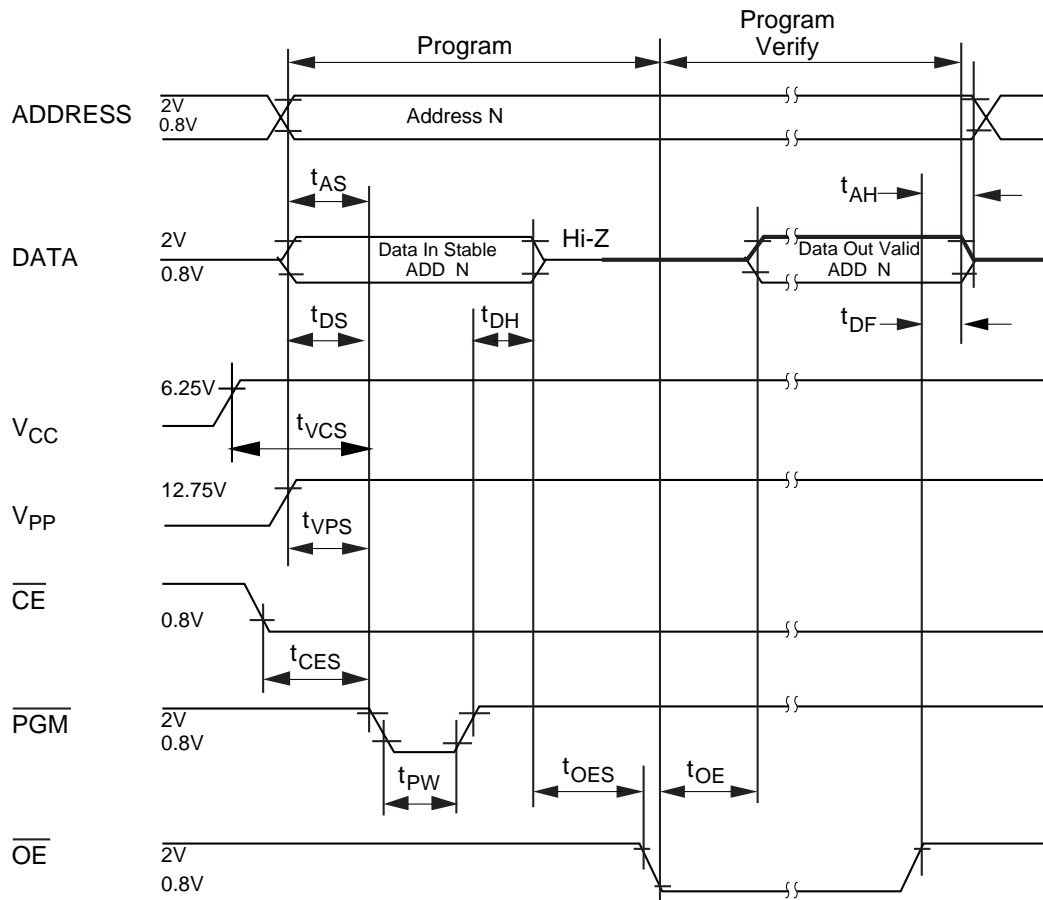 Program
Program
Verify
ADDRESS
2V
0.8V
Address N
tAS
tAH
DATA
2V
0.8V
Data In Stable
ADD N
Hi-Z
Data Out Valid
ADD N
tDS
tDH
tDF
VCC
6.25V
tVCS
VPP
12.75V
tVPS
CE
0.8V
tCES
PGM
2V
0.8V
tPW
tOES
tOE
OE
2V
0.8V